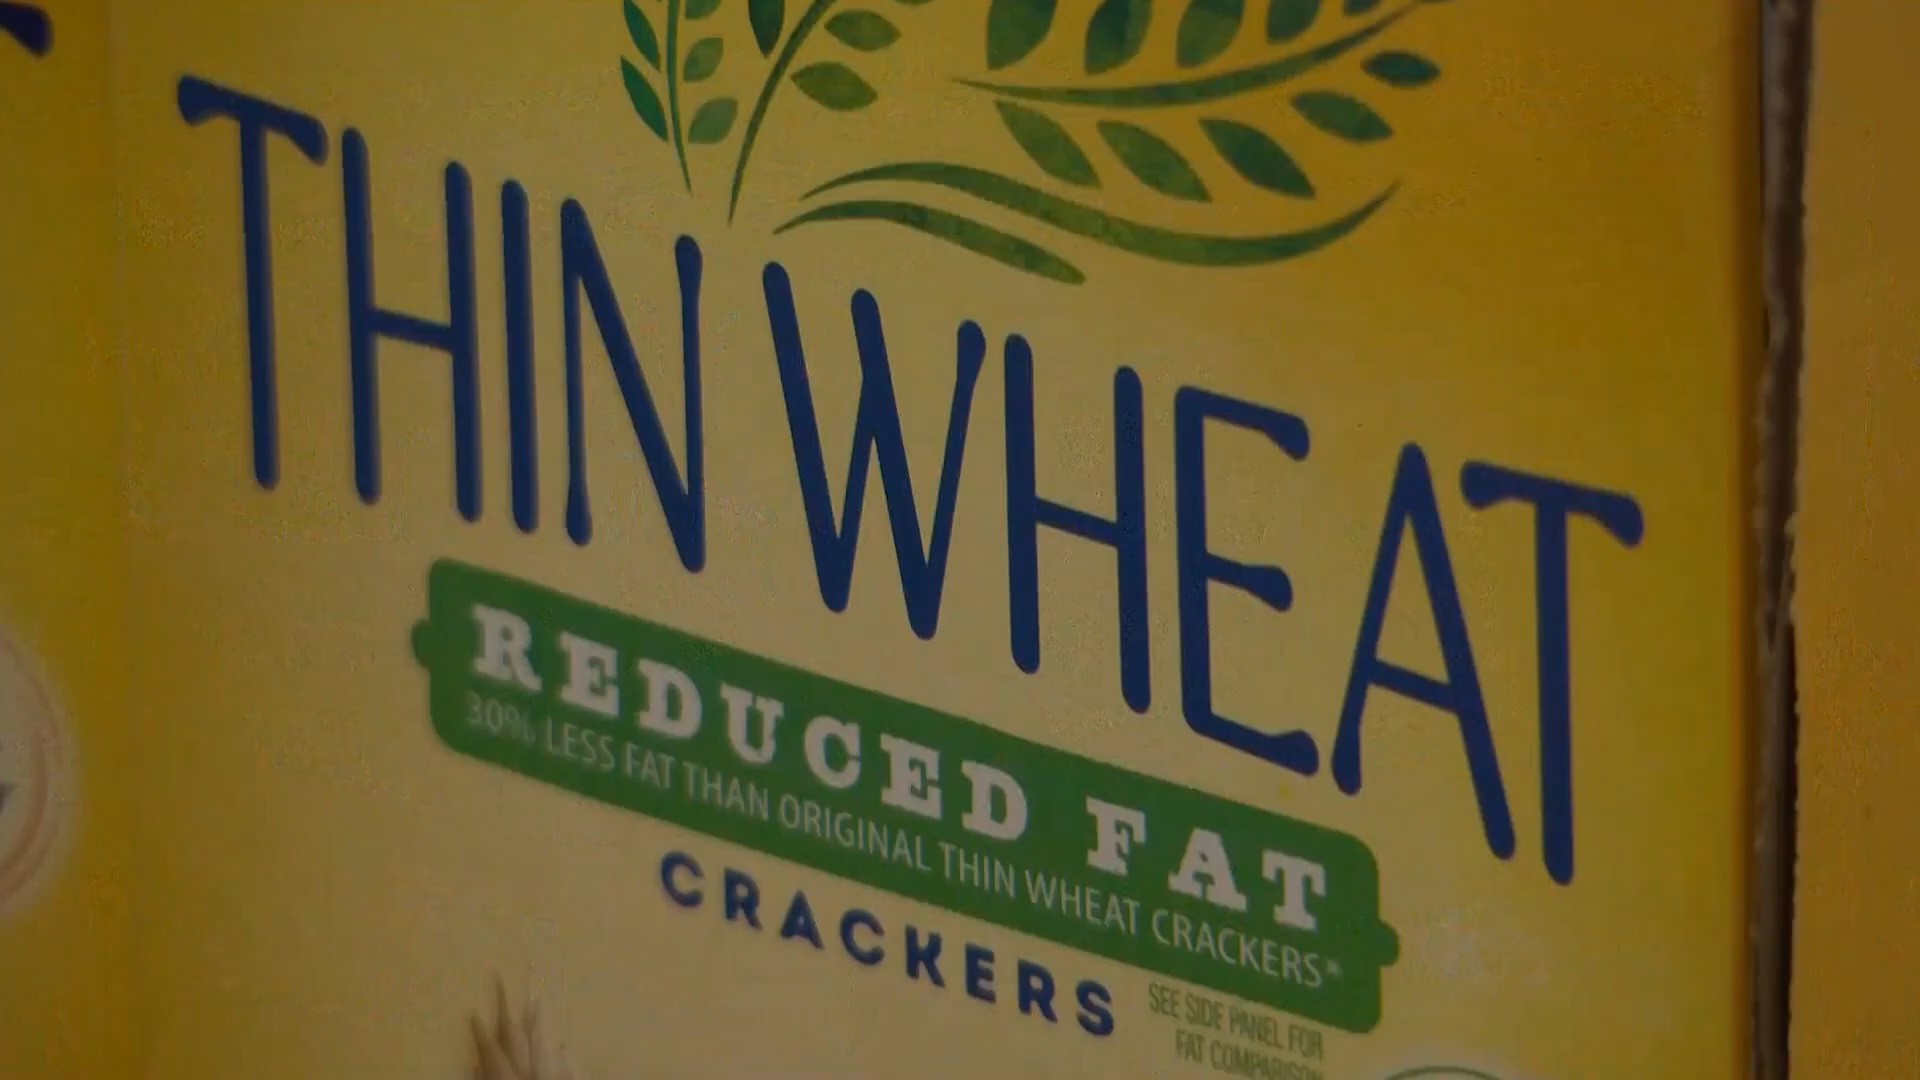 THIN WHEAT
REDUCED FAT
30% LESS FAT THAN ORIGINAL THIN WHEAT CRACKERS*
CRACKERS
SEE SIDE PANEL FOR
FAT COMPARISON